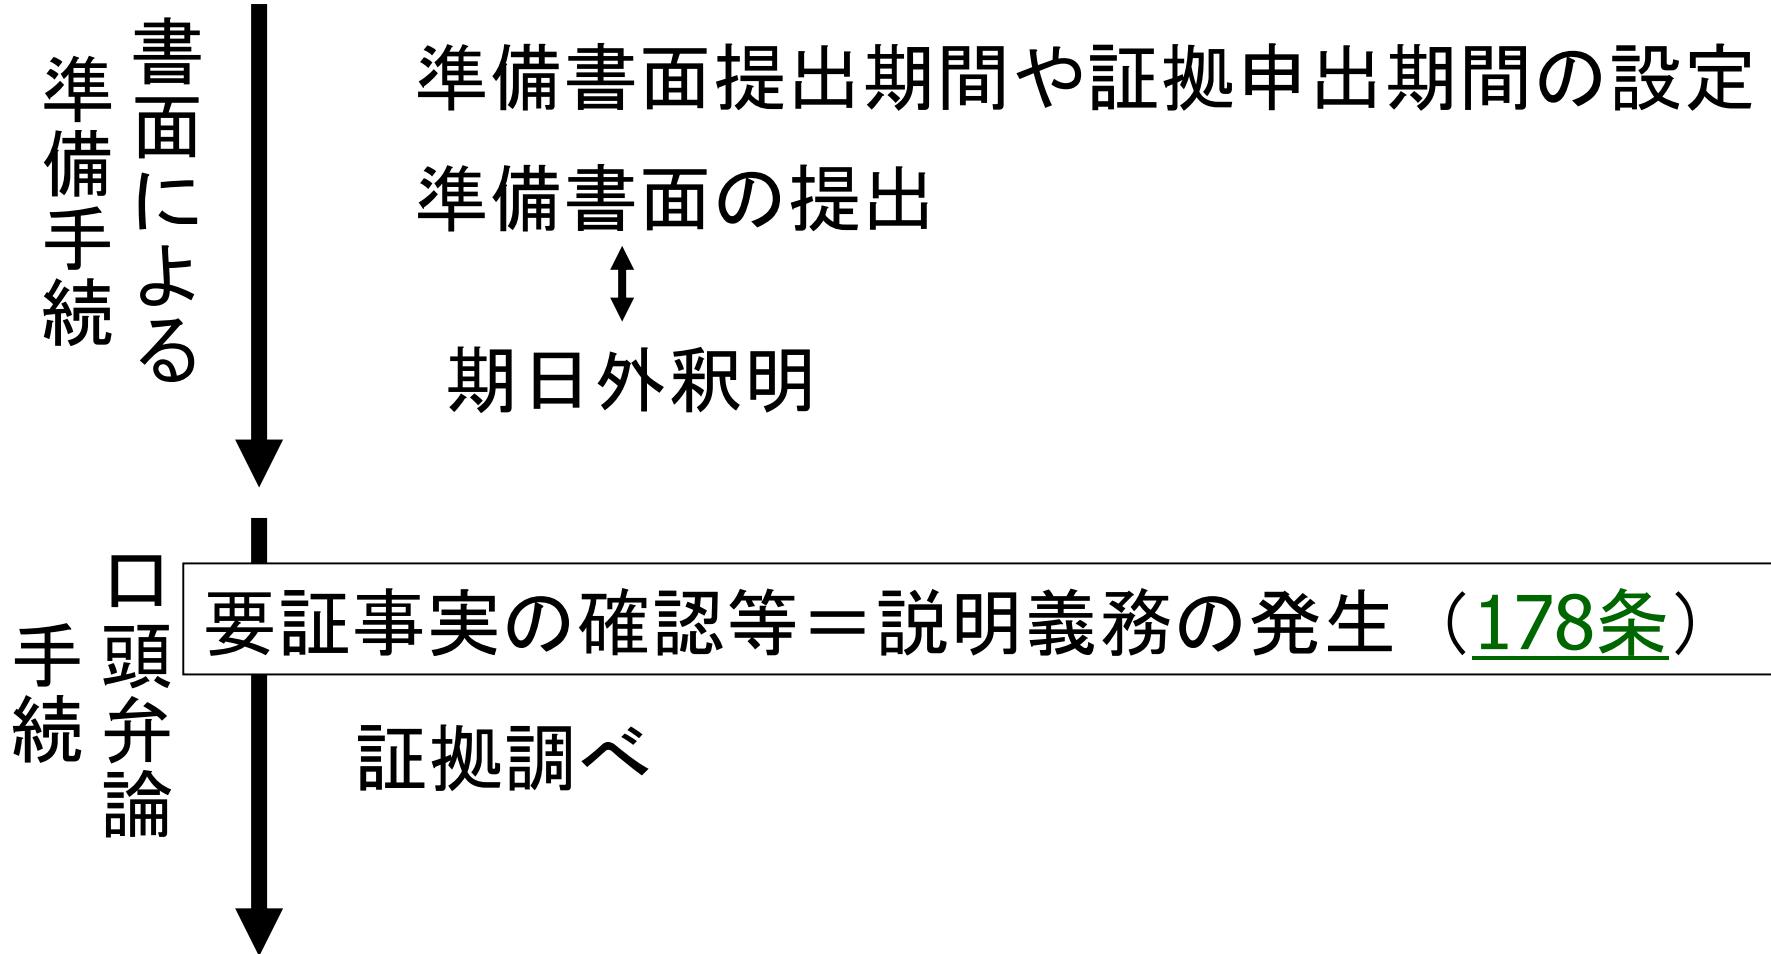 書面による
準備手続
準備書面提出期間や証拠申出期間の設定
準備書面の提出
期日外釈明
口頭弁論
手続
要証事実の確認等＝説明義務の発生（178条）
証拠調べ